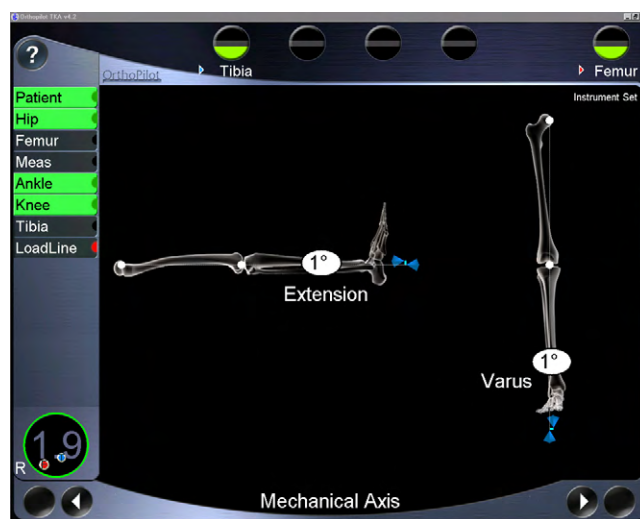 Orthopilot TKA v4.2
?
OrthoPilot
Tibia
Femur
Instrument Set
Patient
Hip
Femur
Meas
Ankle
Knee
Tibia
LoadLine
1°
Extension
1°
Varus
1.9
R
Mechanical Axis